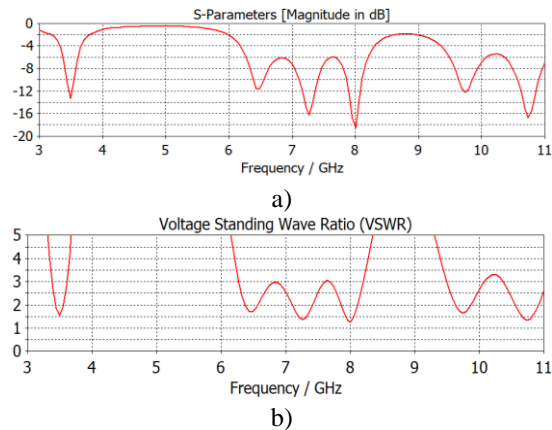 S-Parameters [Magnitude in dB]
0
-4
-8
-12
-16
-20
3 4 5 6 7 8 9 10 11
Frequency / GHz
a)
Voltage Standing Wave Ratio (VSWR)
5
4
3
2
1
0
3 4 5 6 7 8 9 10 11
Frequency / GHz
b)